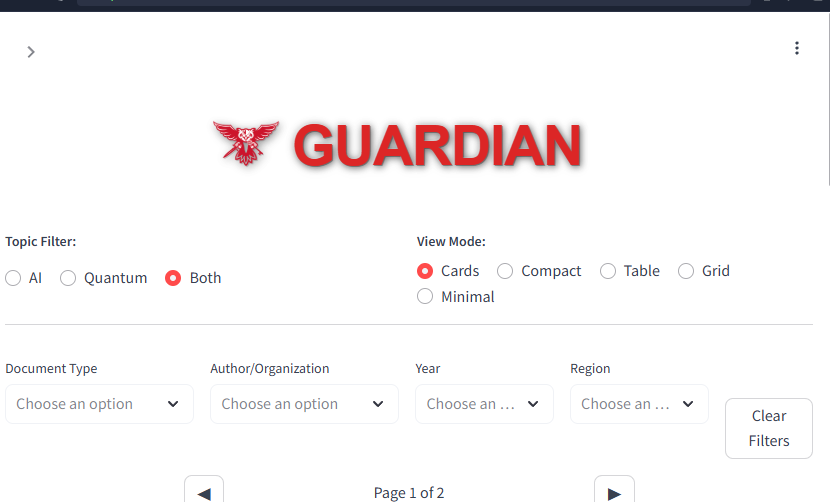 GUARDIAN
Topic Filter:
AI Quantum Both
View Mode:
Cards Compact Table Grid
Minimal
Document Type Author/Organization Year Region
Choose an option Choose an option Choose an … Choose an …
Clear
Filters
Page 1 of 2